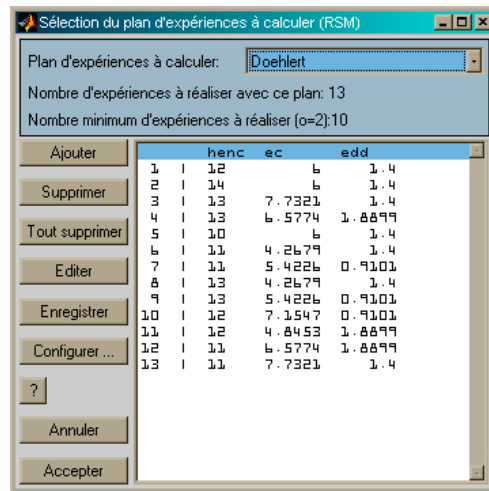 Sélection du plan d'expériences à calculer (RSM)
Plan d'expériences à calculer: Doehlert
Nombre d'expériences à réaliser avec ce plan: 13
Nombre minimum d'expériences à réaliser (o=2):10
Ajouter
Supprimer
Tout supprimer
Editer
Enregistrer
Configurer ...
?
Annuler
Accepter
henc ec edd
1 | 12 6 1.4
2 | 14 6 1.4
3 | 13 7.7321 1.4
4 | 13 6.5774 1.8899
5 | 10 6 1.4
6 | 11 4.2679 1.4
7 | 11 5.4226 0.9101
8 | 13 4.2679 1.4
9 | 13 5.4226 0.9101
10 | 12 7.1547 0.9101
11 | 12 4.8453 1.8899
12 | 11 6.5774 1.8899
13 | 11 7.7321 1.4